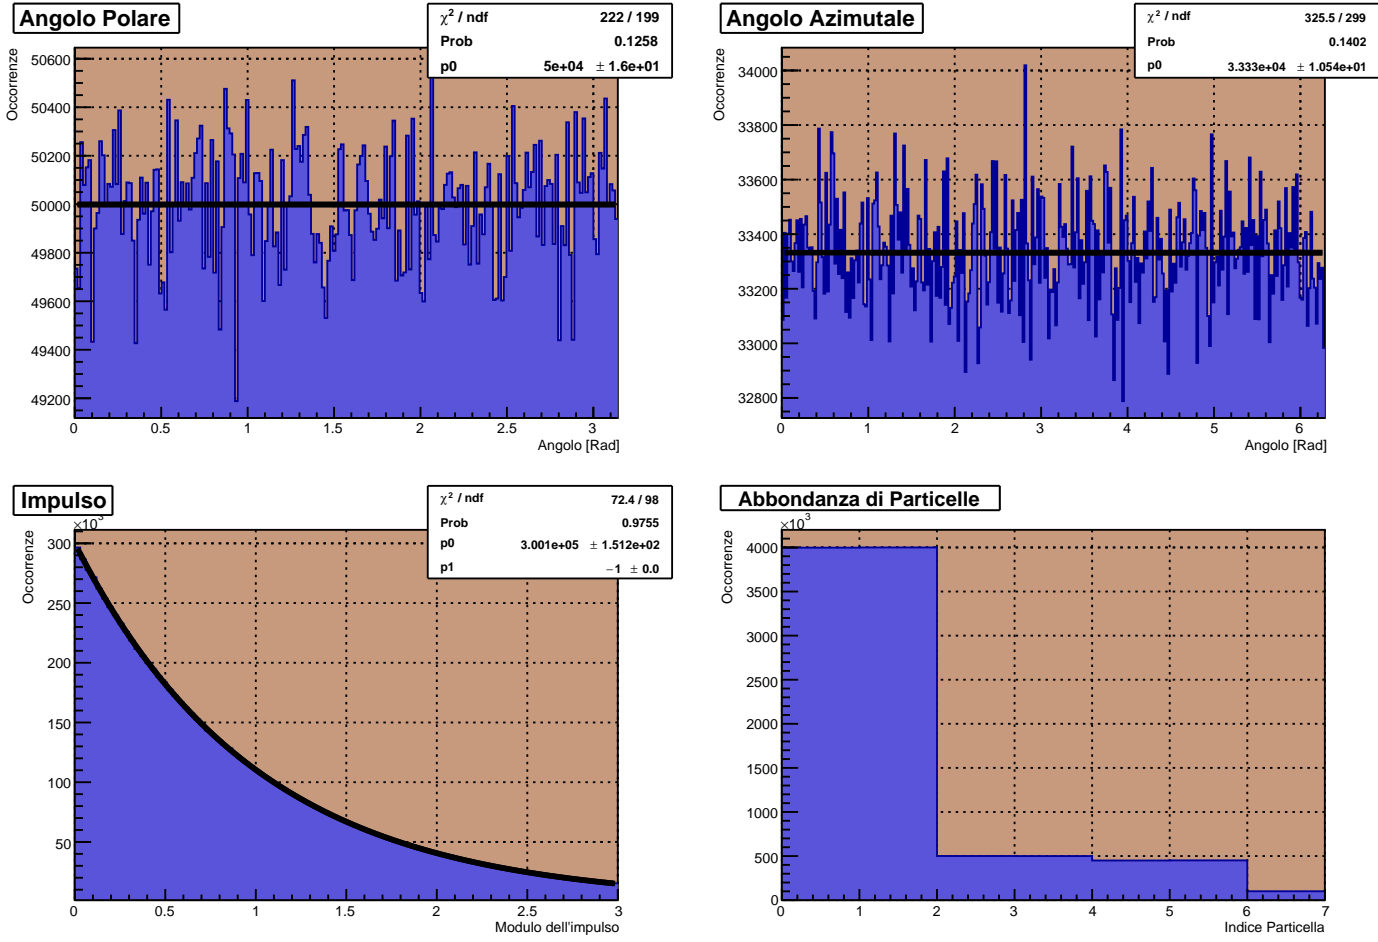 Angolo Polare
χ² / ndf 222 / 199
Prob 0.1258
p0 5e+04 ± 1.6e+01
Occorrenze
50600
50400
50200
50000
49800
49600
49400
49200
0 0.5 1 1.5 2 2.5 3
Angolo [Rad]
Angolo Azimutale
χ² / ndf 325.5 / 299
Prob 0.1402
p0 3.333e+04 ± 1.054e+01
Occorrenze
34000
33800
33600
33400
33200
33000
32800
0 1 2 3 4 5 6
Angolo [Rad]
Impulso
χ² / ndf 72.4 / 98
Prob 0.9755
p0 3.001e+05 ± 1.512e+02
p1 −1 ± 0.0
×10³
Occorrenze
300
250
200
150
100
50
0 0.5 1 1.5 2 2.5 3
Modulo dell'impulso
Abbondanza di Particelle
×10³
Occorrenze
4000
3500
3000
2500
2000
1500
1000
500
0
0 1 2 3 4 5 6 7
Indice Particella